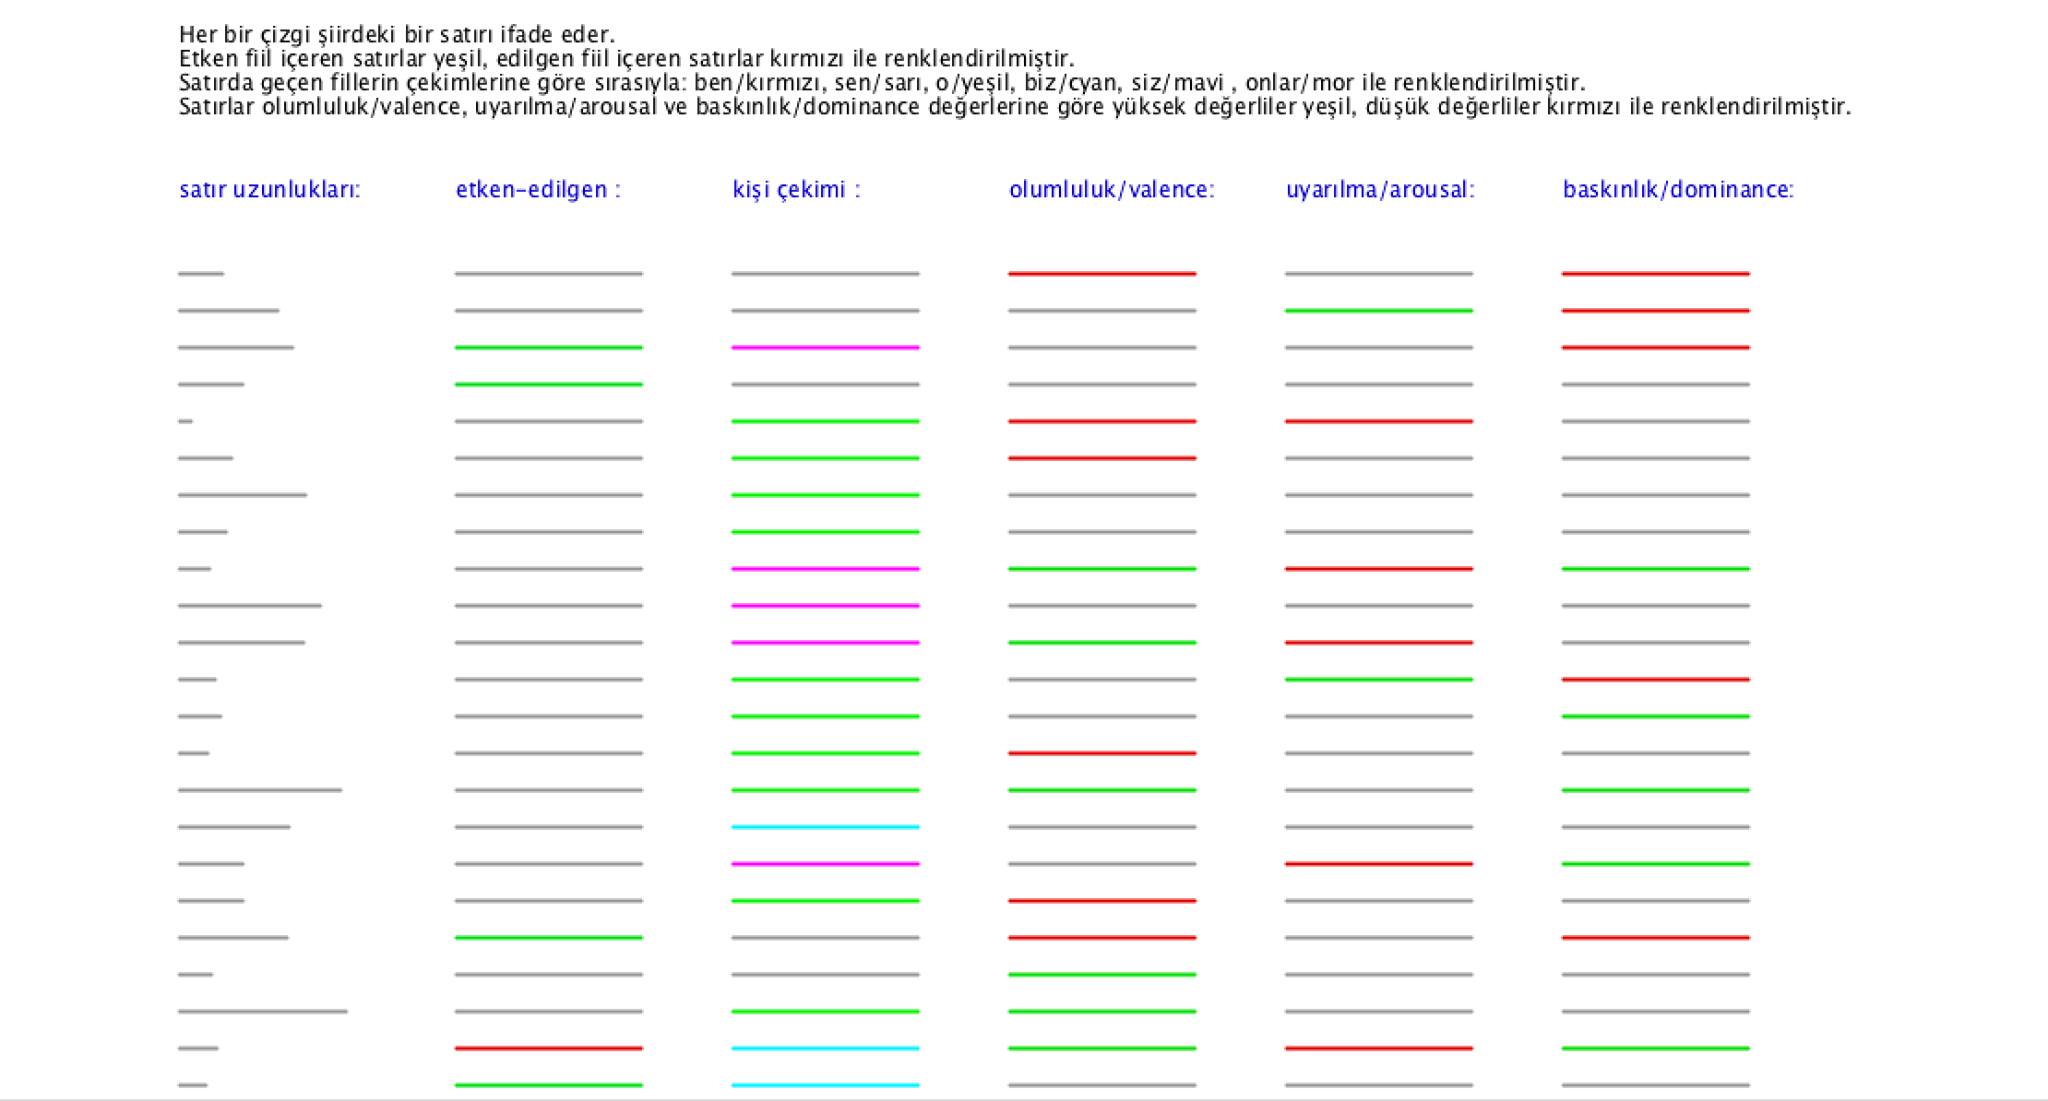 Her bir çizgi şiirdeki bir satırı ifade eder.
Etken fiil içeren satırlar yeşil, edilgen fiil içeren satırlar kırmızı ile renklendirilmiştir.
Satırda geçen fillerin çekimlerine göre sırasıyla: ben/kırmızı, sen/sarı, o/yeşil, biz/cyan, siz/mavi , onlar/mor ile renklendirilmiştir.
Satırlar olumluluk/valence, uyarılma/arousal ve baskınlık/dominance değerlerine göre yüksek değerliler yeşil, düşük değerliler kırmızı ile renklendirilmiştir.
satır uzunlukları: etken-edilgen : kişi çekimi : olumluluk/valence: uyarılma/arousal: baskınlık/dominance: